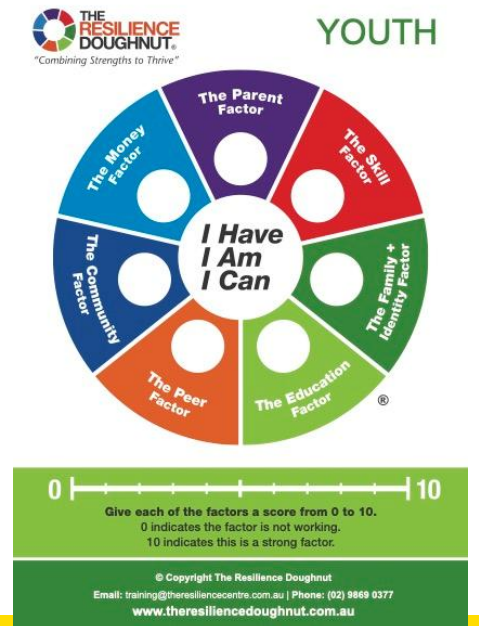 THE
RESILIENCE
DOUGHNUT®
"Combining Strengths to Thrive"
YOUTH
The Parent
Factor
The Skill
Factor
The Family +
Identity Factor
The Education
Factor
The Peer
Factor
The Community
Factor
The Money
Factor
I Have
I Am
I Can
®
0 10
Give each of the factors a score from 0 to 10.
0 indicates the factor is not working.
10 indicates this is a strong factor.
© Copyright The Resilience Doughnut
Email: training@theresiliencecentre.com.au | Phone: (02) 9869 0377
www.theresiliencedoughnut.com.au